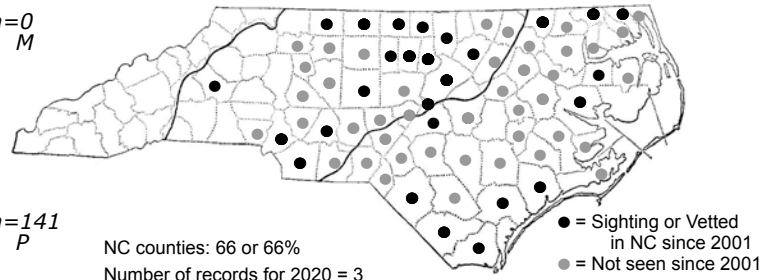 n=0
M
n=141
P
NC counties: 66 or 66%
Number of records for 2020 = 3
● = Sighting or Vetted
in NC since 2001
● = Not seen since 2001